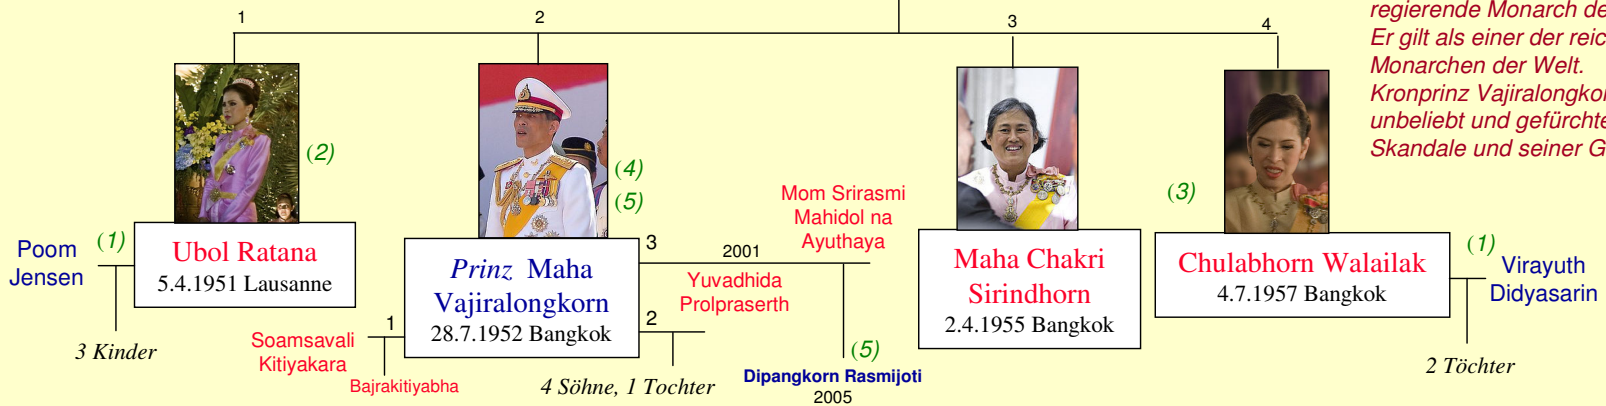 1
2
3
4
regierende Monarch de
Er gilt als einer der reic
Monarchen der Welt.
Kronprinz Vajiralongko
unbeliebt und gefürchte
Skandale und seiner G
(2)
(4)
(5)
(3)
Poom
Jensen
(1)
Ubol Ratana
5.4.1951 Lausanne
3 Kinder
Prinz Maha
Vajiralongkorn
28.7.1952 Bangkok
1
Soamsavali
Kitiyakara
Bajrakitiyabha
3
2001
Mom Srirasmi
Mahidol na
Ayuthaya
Yuvadhida
Prolpraserth
2
4 Söhne, 1 Tochter
(5)
Dipangkorn Rasmijoti
2005
Maha Chakri
Sirindhorn
2.4.1955 Bangkok
Chulabhorn Walailak
4.7.1957 Bangkok
(1)
Virayuth
Didyasarin
2 Töchter